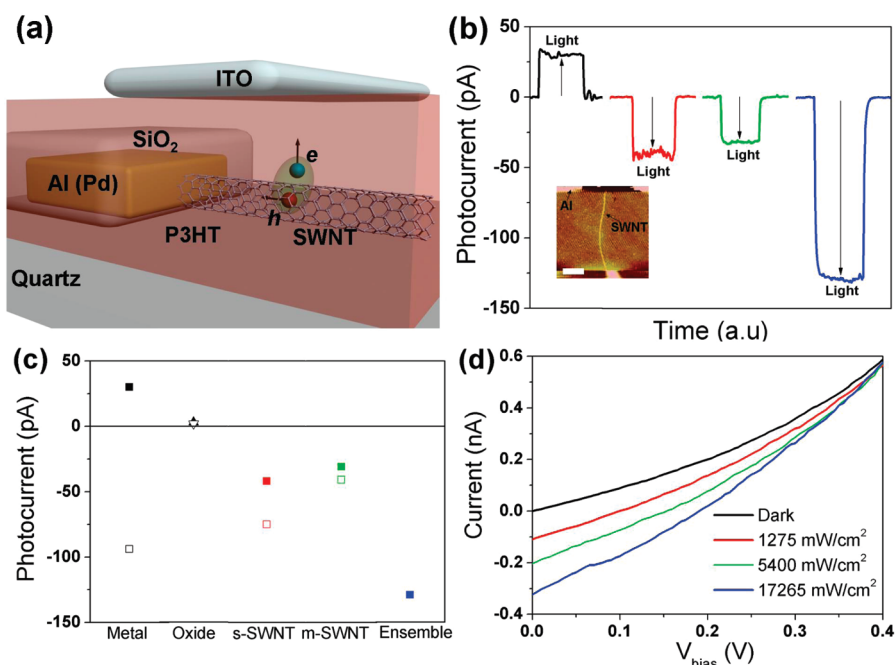 (a)
ITO
SiO2
Al (Pd)
e
h
P3HT
SWNT
Quartz
(b)
Photocurrent (pA)
50
0
-50
-100
-150
Light
Light
Light
Light
Al
SWNT
Time (a.u)
(c)
Photocurrent (pA)
50
0
-50
-100
-150
Metal
Oxide
s-SWNT
m-SWNT
Ensemble
(d)
Current (nA)
0.6
0.4
0.2
0.0
-0.2
-0.4
Dark
1275 mW/cm2
5400 mW/cm2
17265 mW/cm2
0.0
0.1
0.2
0.3
0.4
Vbias (V)